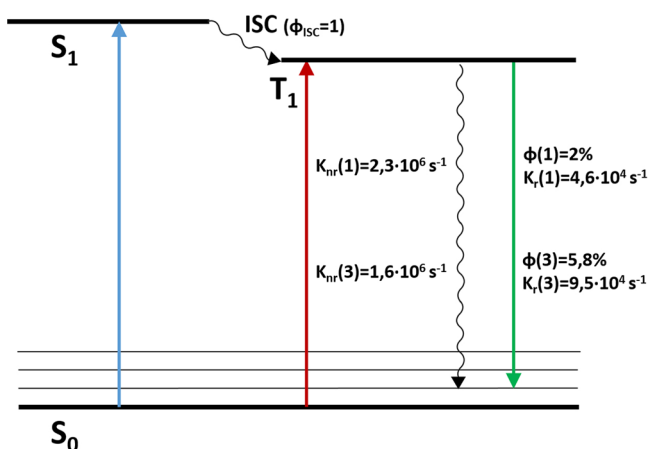 ISC (ϕISC=1)
S1
T1
Knr(1)=2,3·10⁶ s⁻¹
ϕ(1)=2%
Kr(1)=4,6·10⁴ s⁻¹
Knr(3)=1,6·10⁶ s⁻¹
ϕ(3)=5,8%
Kr(3)=9,5·10⁴ s⁻¹
S0